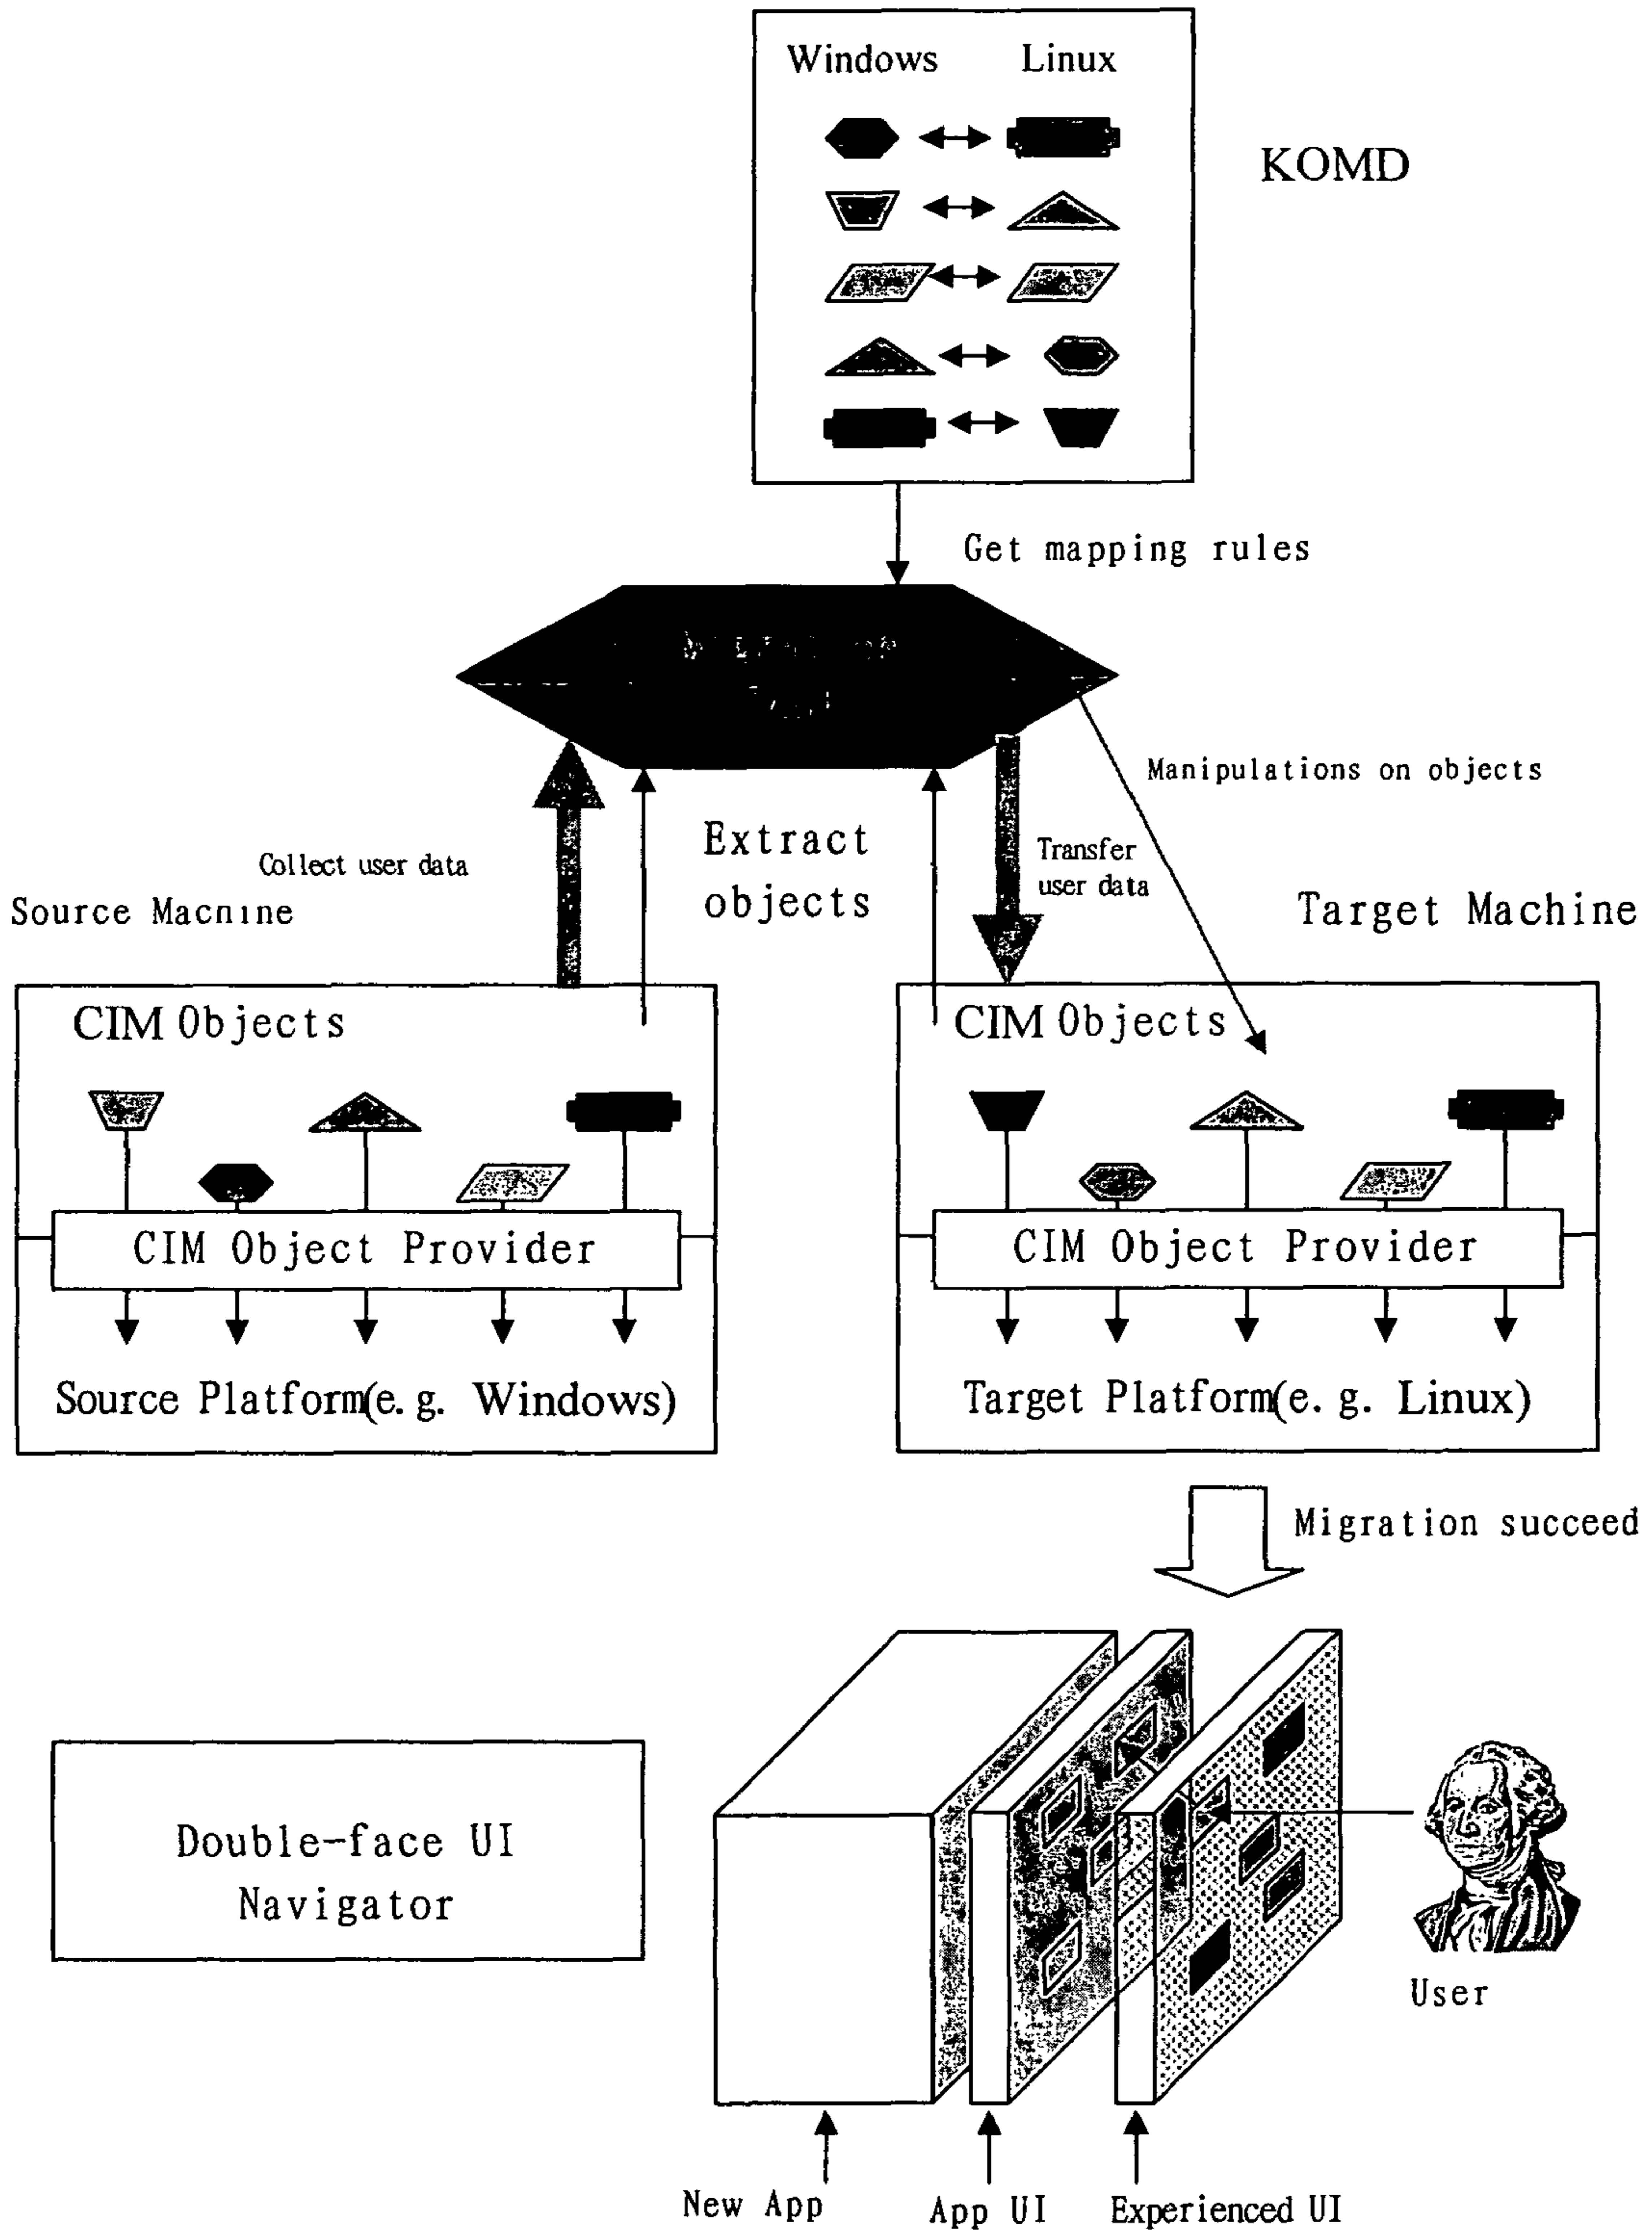 Windows Linux
KOMD
Get mapping rules
Manipulations on objects
Extract
objects
Collect user data
Transfer
user data
Source Machine
Target Machine
CIM Objects
CIM Objects
CIM Object Provider
CIM Object Provider
Source Platform(e.g. Windows)
Target Platform(e.g. Linux)
Migration succeed
Double-face UI
Navigator
User
New App
App UI
Experienced UI